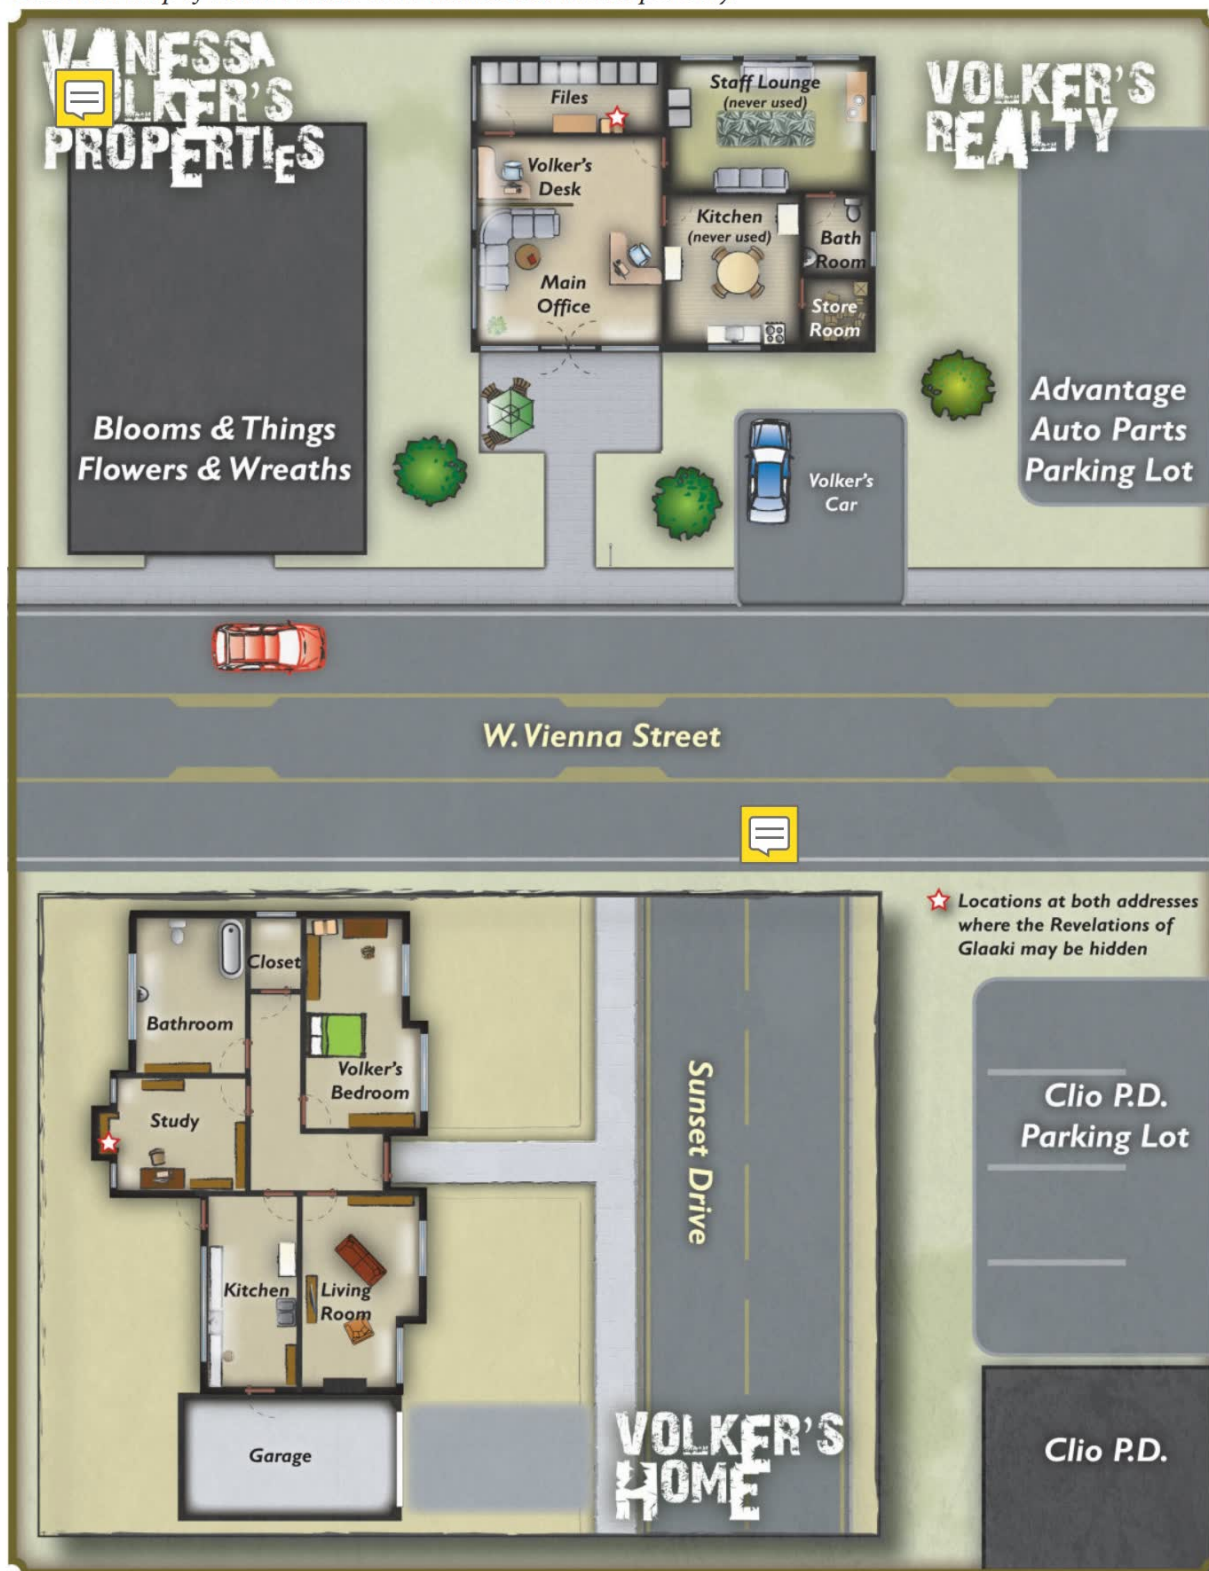 VANESSA
VOLKER'S
PROPERTIES
VOLKER'S
REALTY
Files
Staff Lounge
(never used)
Volker's
Desk
Kitchen
(never used)
Bath
Room
Main
Office
Store
Room
Blooms & Things
Flowers & Wreaths
Volker's
Car
Advantage
Auto Parts
Parking Lot
W. Vienna Street
Locations at both addresses
where the Revelations of
Glaaki may be hidden
Closet
Bathroom
Volker's
Bedroom
Study
Sunset Drive
Clio P.D.
Parking Lot
Kitchen
Living
Room
Garage
VOLKER'S
HOME
Clio P.D.